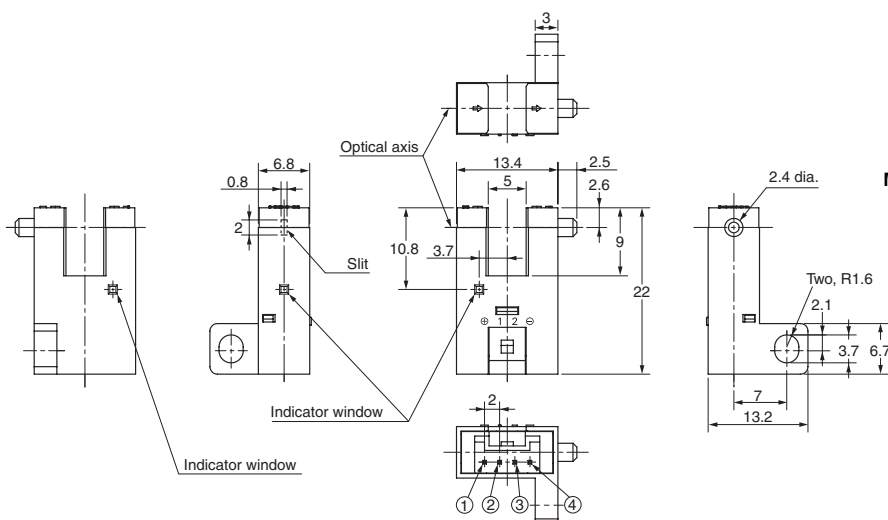 3
Optical axis
6.8
13.4
2.5
2.4 dia.
0.8
5
2.6
2
10.8
9
3.7
Slit
22
Two, R1.6
2.1
⊕ 1 2 ⊖
3.7
6.7
7
13.2
Indicator window
2
Indicator window
① ② ③ ④